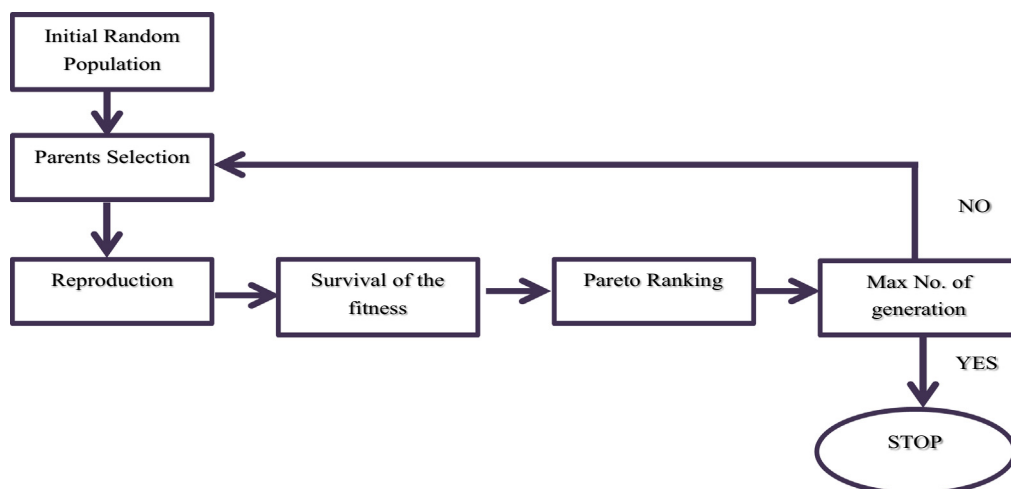 Initial Random
Population
Parents Selection
NO
Reproduction
Survival of the
fitness
Pareto Ranking
Max No. of
generation
YES
STOP